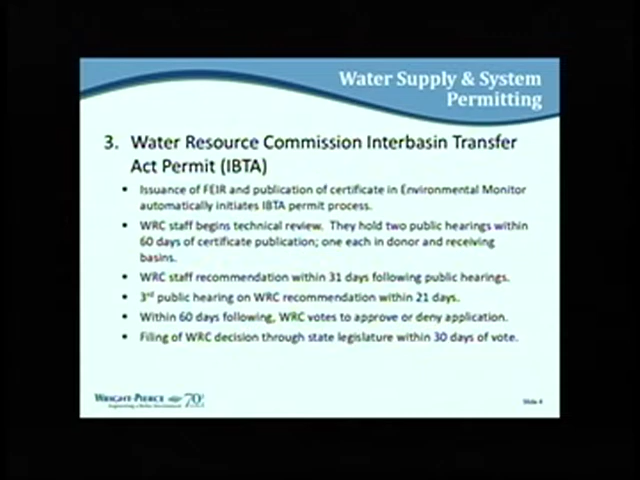 Water Supply & System
Permitting
3. Water Resource Commission Interbasin Transfer
Act Permit (IBTA)
• Issuance of FEIR and publication of certificate in Environmental Monitor
automatically initiates IBTA permit process.
• WRC staff begins technical review. They hold two public hearings within
60 days of certificate publication; one each in donor and receiving
basins.
• WRC staff recommendation within 31 days following public hearings.
• 3rd public hearing on WRC recommendation within 21 days.
• Within 60 days following, WRC votes to approve or deny application.
• Filing of WRC decision through state legislature within 30 days of vote.
WRIGHT-PIERCE 70
Engineering a Better Environment
Slide 4